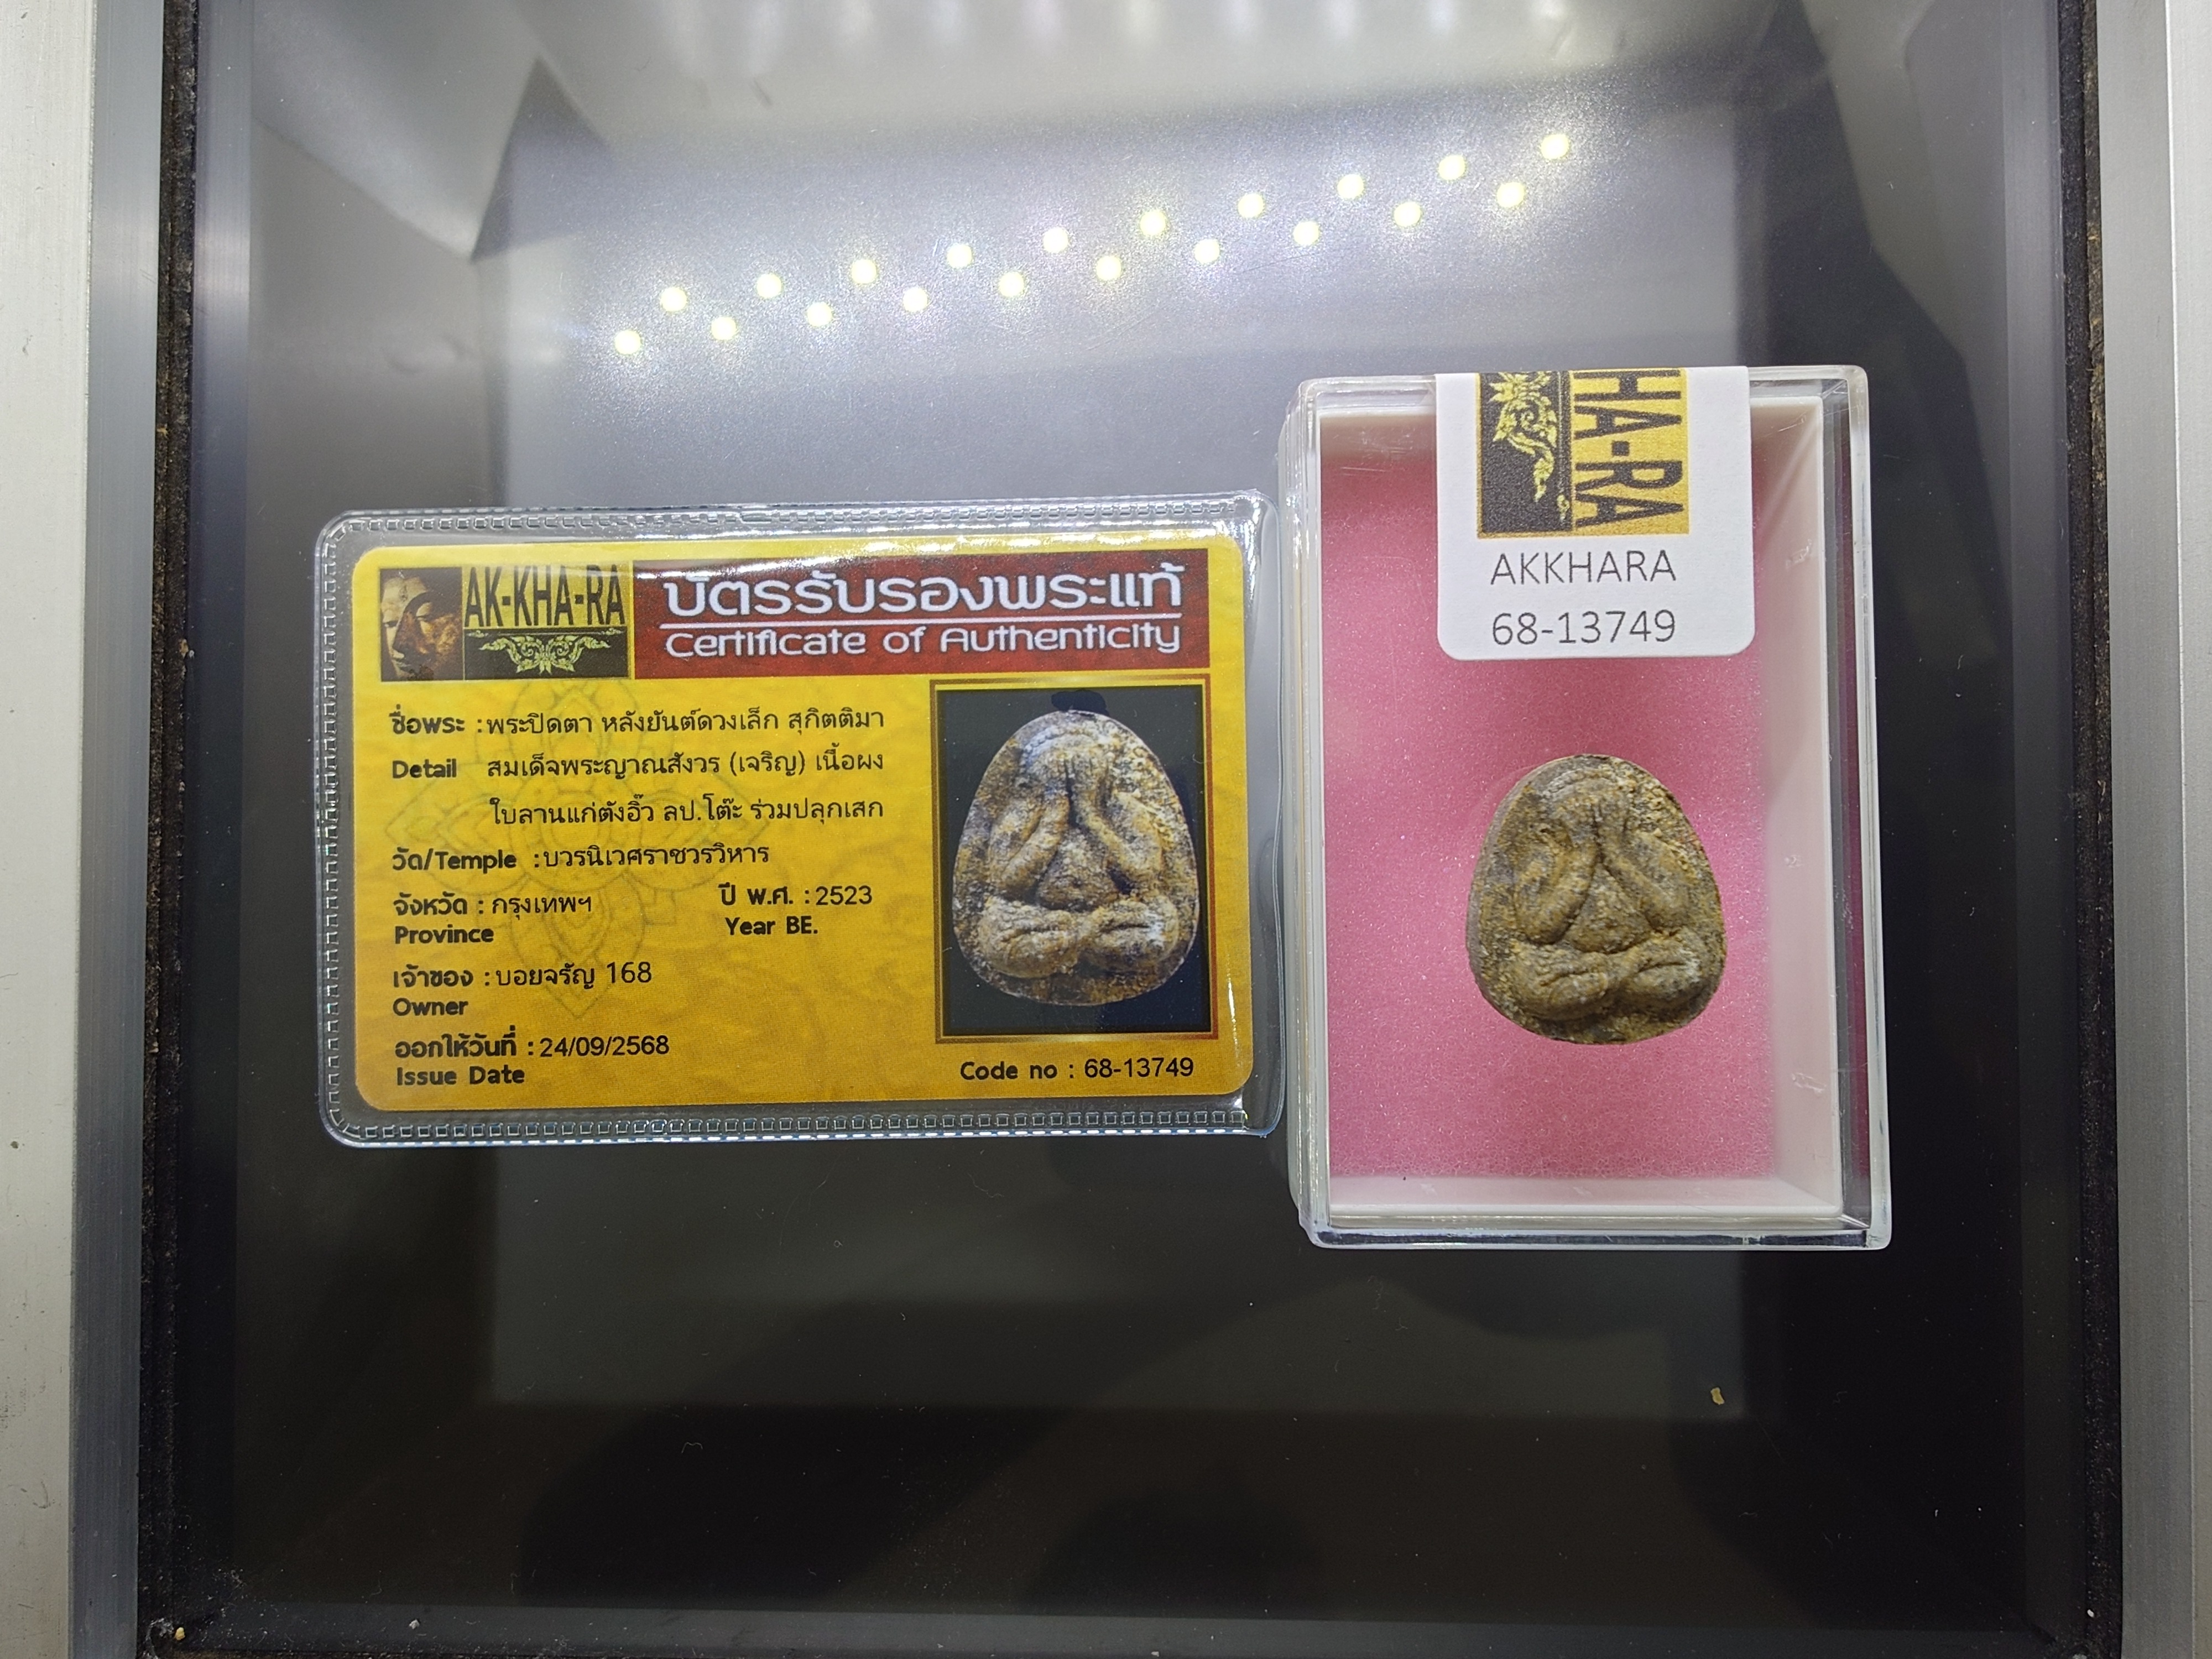 AK-KHA-RA
บัตรรับรองพระแท้
Certificate of Authenticity
ชื่อพระ : พระปิดตา หลังยันต์ดวงเล็ก สุกิตติมา
Detail สมเด็จพระญาณสังวร (เจริญ) เนื้อผง
ใบลานแก่ตังอิ๊ว ลป.โต๊ะ ร่วมปลุกเสก
วัด/Temple : บวรนิเวศราชวรวิหาร
จังหวัด : กรุงเทพฯ ปี พ.ศ. : 2523
Province Year BE.
เจ้าของ : บอยจรัญ 168
Owner
ออกให้วันที่ : 24/09/2568
Issue Date
Code no : 68-13749
HA-RA
AKKHARA
68-13749